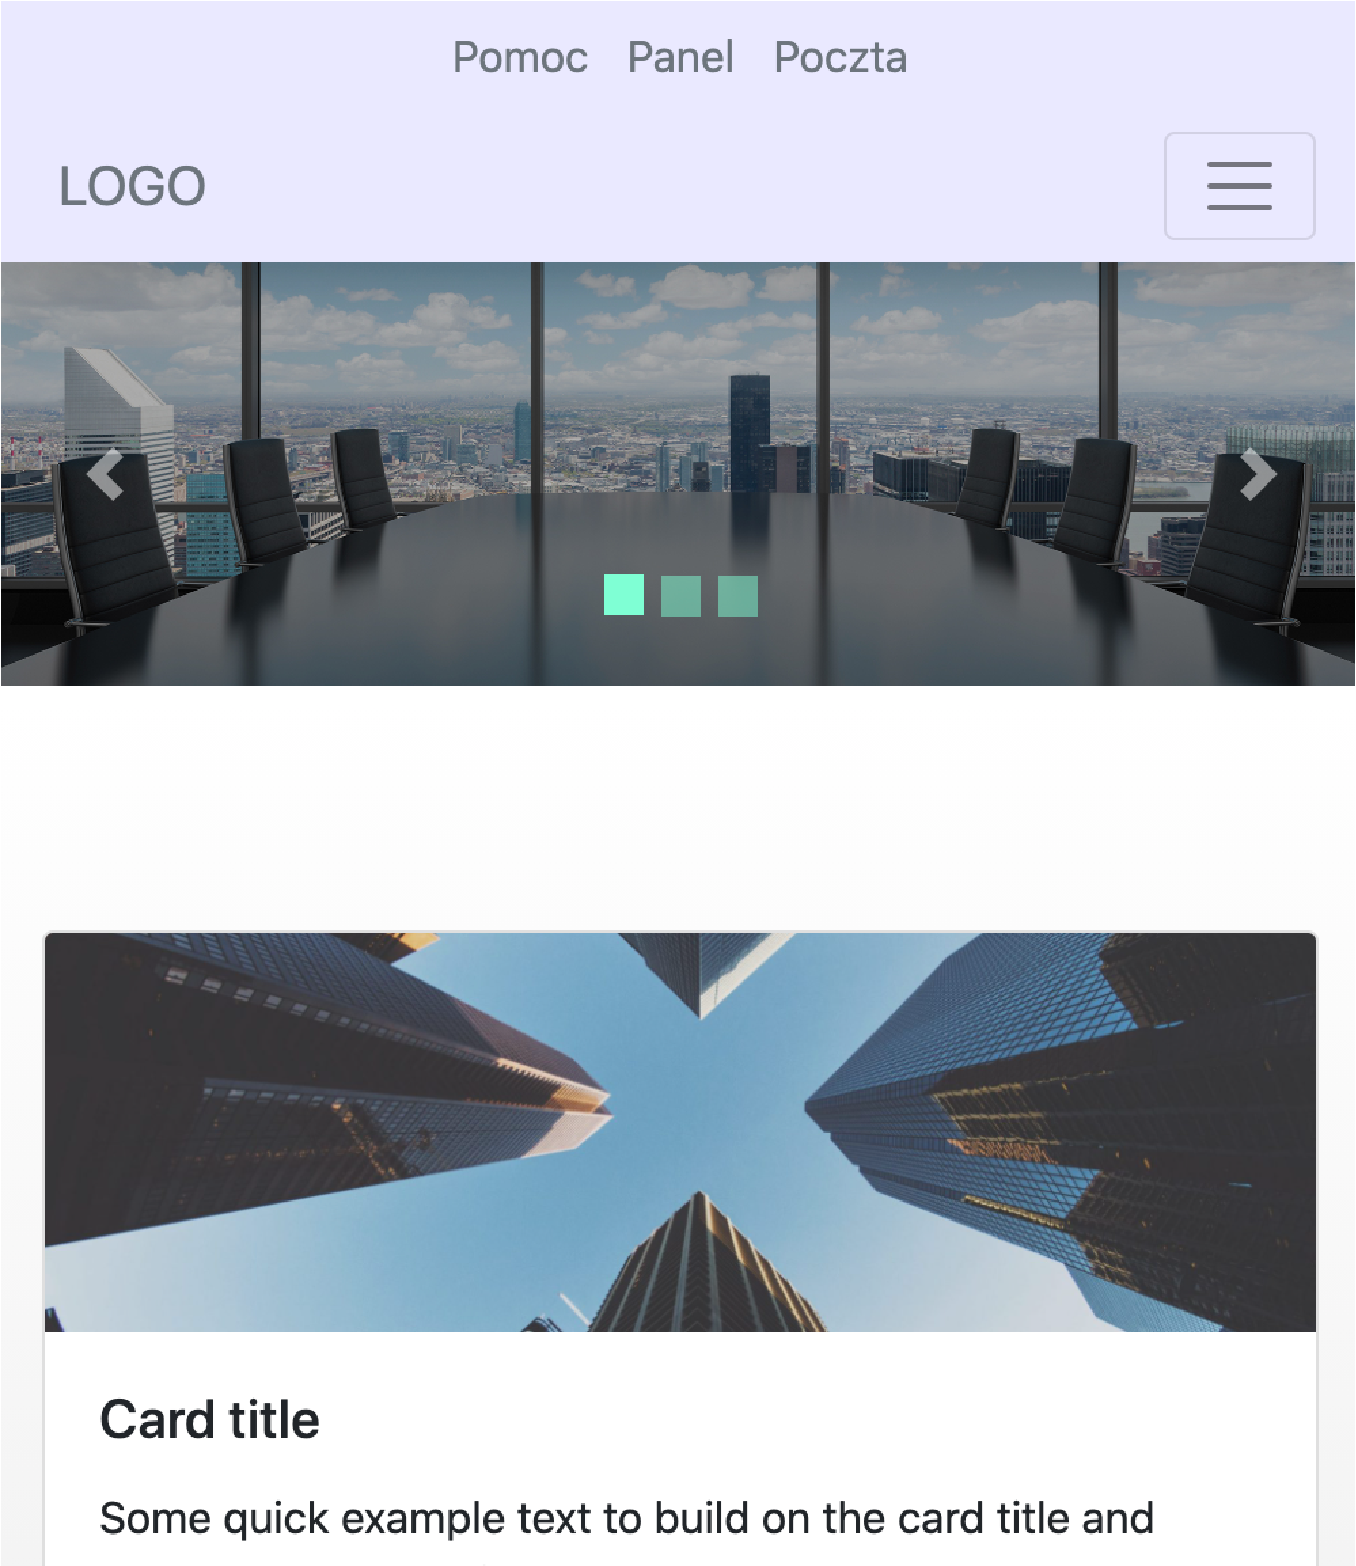 Pomoc Panel Poczta
LOGO
Card title
Some quick example text to build on the card title and